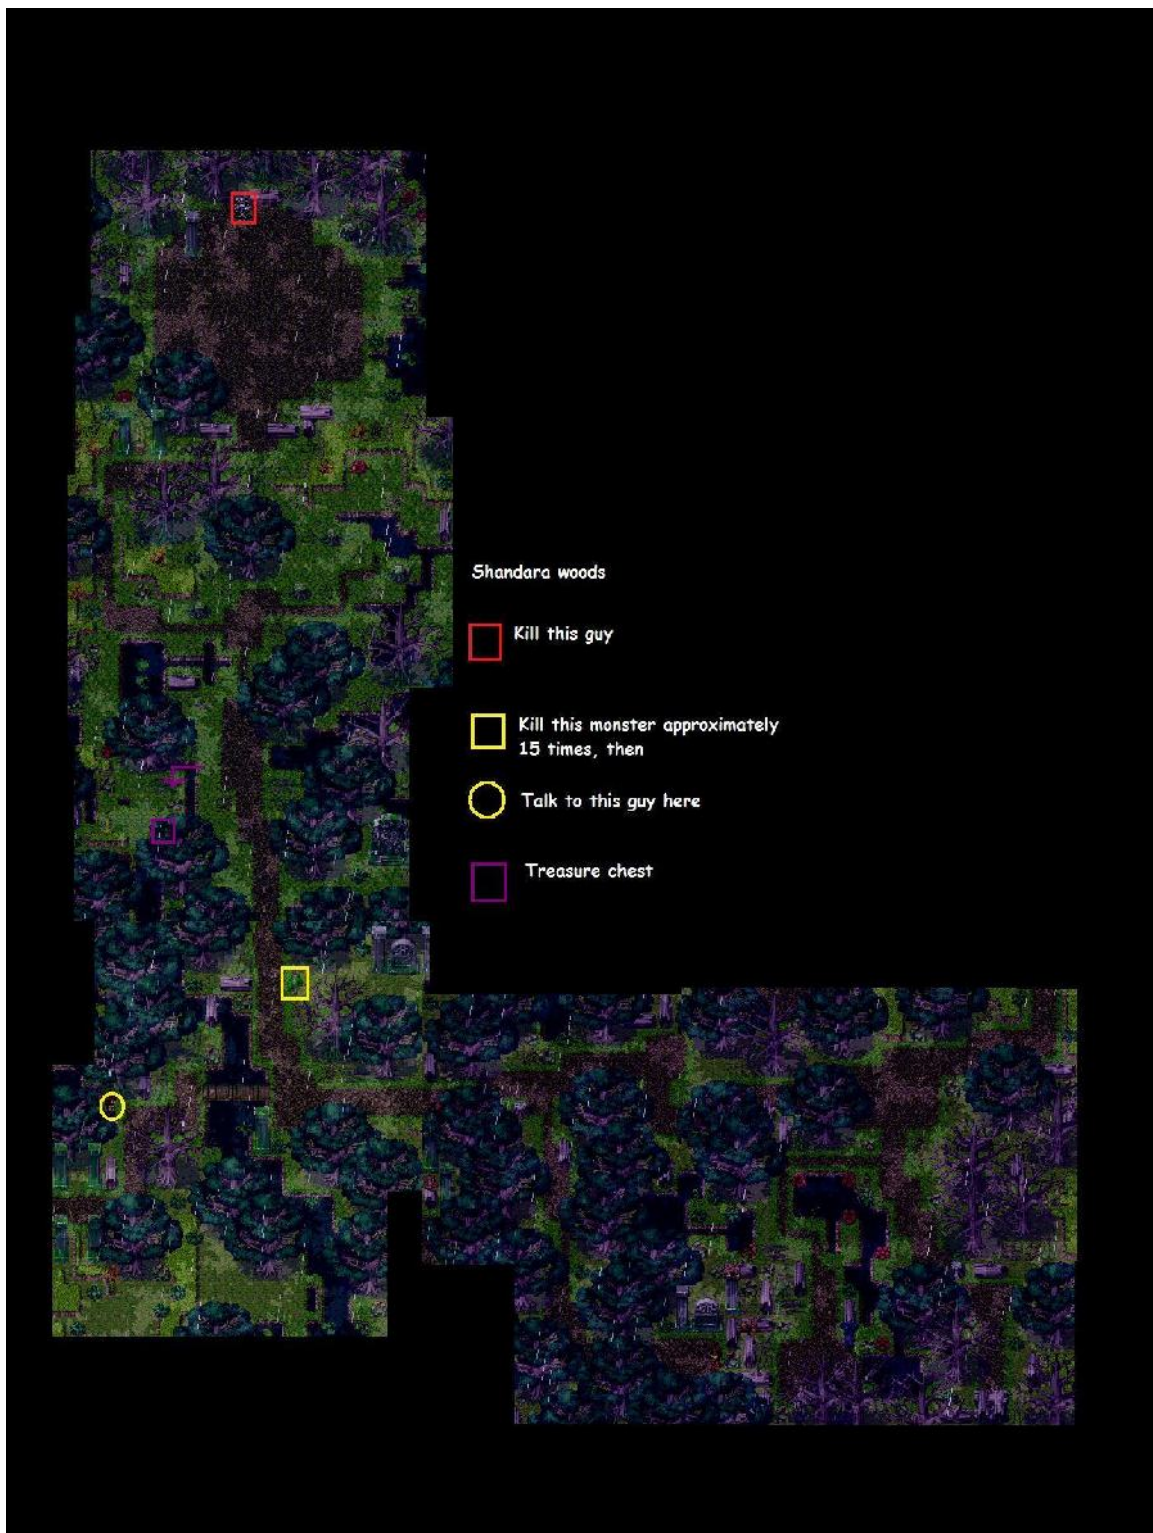 Shandara woods
Kill this guy
Kill this monster approximately
15 times, then
Talk to this guy here
Treasure chest